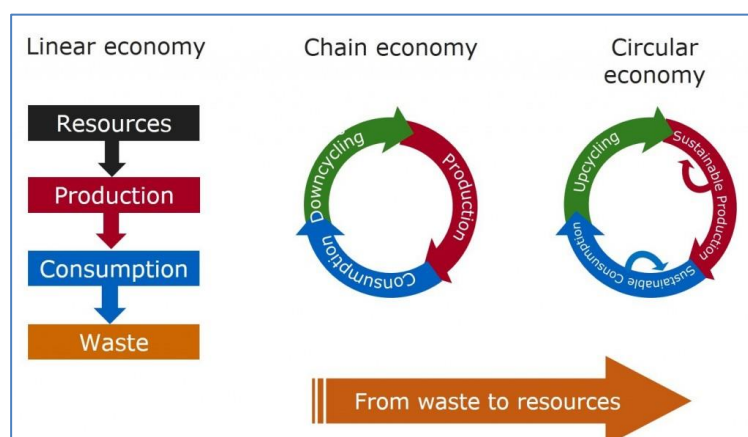 Linear economy
Resources
Production
Consumption
Waste
Chain economy
Downcycling
Production
Consumption
Circular
economy
Upcycling
Sustainable Production
Sustainable Consumption
From waste to resources